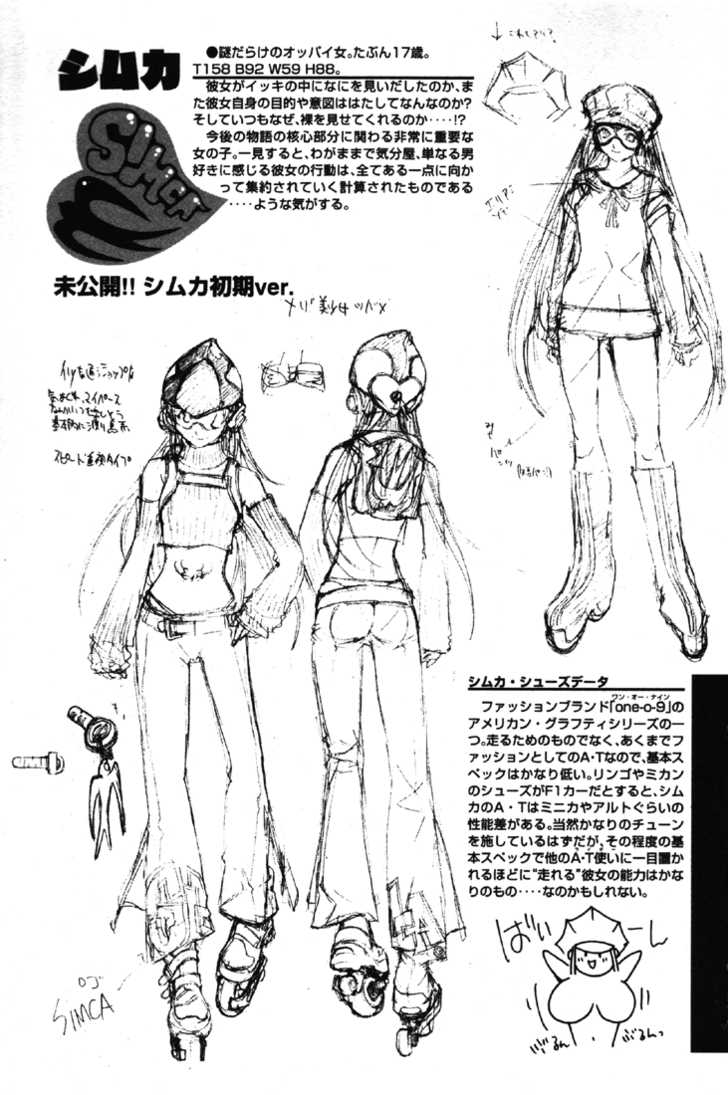 シムカ
●謎だらけのオッパイ女。たぶん17歳。
T158 B92 W59 H88。
彼女がイッキの中になにを見いだしたのか、ま
た彼女自身の目的や意図ははたしてなんなのか?
そしていつもなぜ、裸を見せてくれるのか‥‥!?
今後の物語の核心部分に関わる非常に重要な
女の子。一見すると、わがままで気分屋、単なる男
好きに感じる彼女の行動は、全てある一点に向か
って集約されていく計算されたものである
‥‥ような気がする。
SIMCA
未公開!! シムカ初期ver.
シムカ・シューズデータ
ワン・オー・ナイン
ファッションブランド「one-o-9」の
アメリカン・グラフティシリーズの一
つ。走るためのものでなく、あくまでフ
ァッションとしてのA・Tなので、基本ス
ペックはかなり低い。リンゴやミカン
のシューズがF1カーだとすると、シム
カのA・Tはミニカやアルトぐらいの
性能差がある。当然かなりのチューン
を施しているはずだが、その程度の基
本スペックで他のA・T使いに一目置か
れるほどに“走れる”彼女の能力はかな
りのもの‥‥なのかもしれない。
ロゴ
SIMCA
ばいーん
ぶるん
ぶるんっ